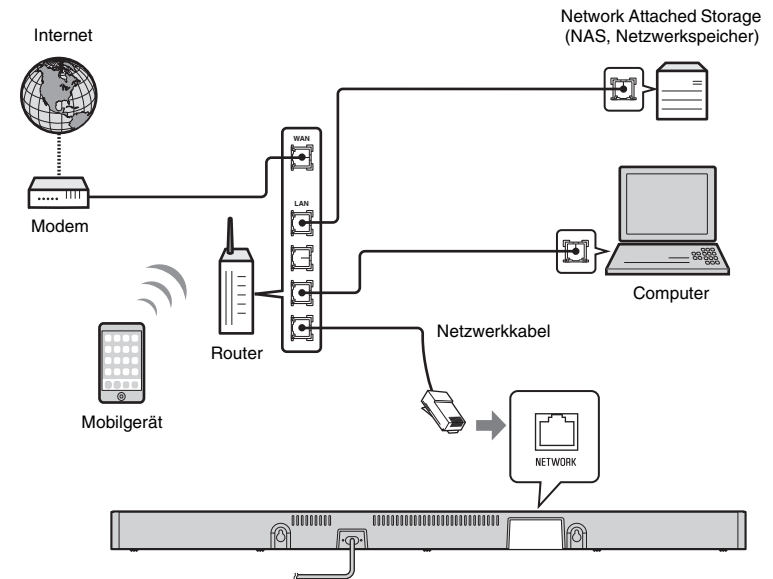 Network Attached Storage
(NAS, Netzwerkspeicher)
Internet
WAN
LAN
Modem
Computer
Netzwerkkabel
Router
Mobilgerät
NETWORK